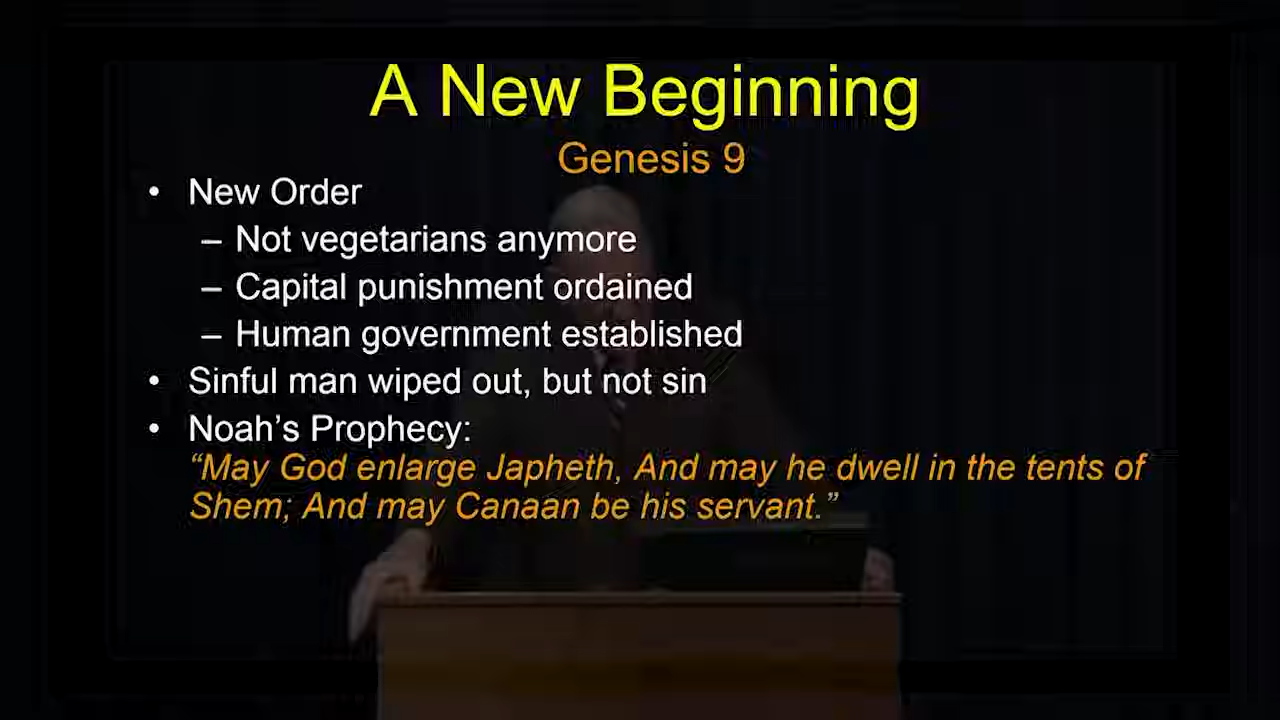 A New Beginning
Genesis 9
• New Order
– Not vegetarians anymore
– Capital punishment ordained
– Human government established
• Sinful man wiped out, but not sin
• Noah’s Prophecy:
“May God enlarge Japheth, And may he dwell in the tents of
Shem; And may Canaan be his servant.”